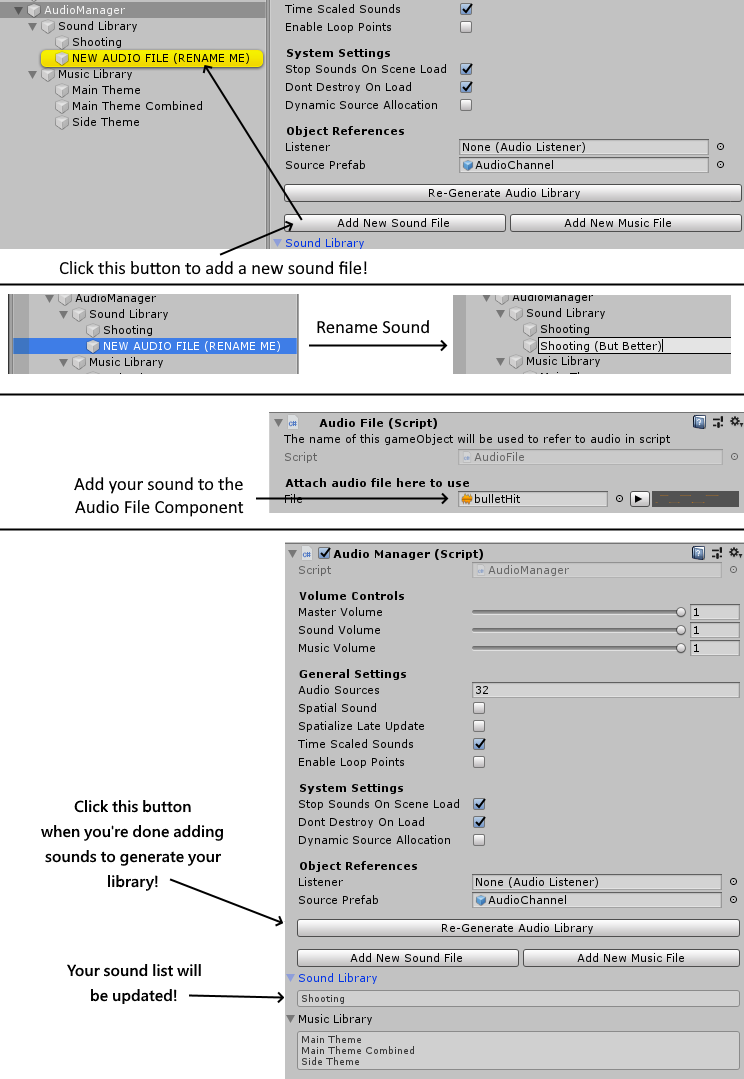 AudioManager
Sound Library
Shooting
NEW AUDIO FILE (RENAME ME)
Music Library
Main Theme
Main Theme Combined
Side Theme
Time Scaled Sounds
Enable Loop Points
System Settings
Stop Sounds On Scene Load
Dont Destroy On Load
Dynamic Source Allocation
Object References
Listener None (Audio Listener)
Source Prefab AudioChannel
Re-Generate Audio Library
Add New Sound File Add New Music File
Sound Library
Click this button to add a new sound file!
AudioManager
Sound Library
Shooting
NEW AUDIO FILE (RENAME ME)
Music Library
Rename Sound
AudioManager
Sound Library
Shooting
Shooting (But Better)
Music Library
Audio File (Script)
The name of this gameObject will be used to refer to audio in script
Script AudioFile
Attach audio file here to use
File bulletHit
Add your sound to the
Audio File Component
Audio Manager (Script)
Script AudioManager
Volume Controls
Master Volume 1
Sound Volume 1
Music Volume 1
General Settings
Audio Sources 32
Spatial Sound
Spatialize Late Update
Time Scaled Sounds
Enable Loop Points
System Settings
Stop Sounds On Scene Load
Dont Destroy On Load
Dynamic Source Allocation
Object References
Listener None (Audio Listener)
Source Prefab AudioChannel
Re-Generate Audio Library
Add New Sound File Add New Music File
Sound Library
Shooting
Music Library
Main Theme
Main Theme Combined
Side Theme
Click this button
when you're done adding
sounds to generate your
library!
Your sound list will
be updated!